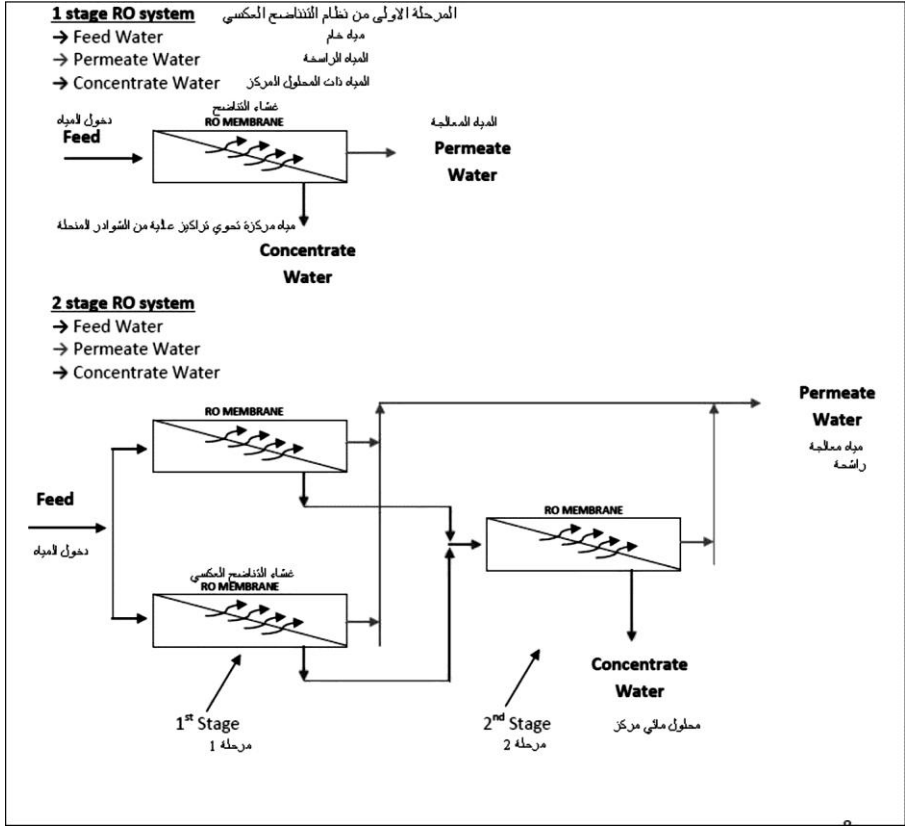 1 stage RO system المرحلة الاولى من نظام التناضح العكسي
→ Feed Water مياه خام
→ Permeate Water المياه الراسخة
→ Concentrate Water المياه ذات المحلول المركز
غشاء التناضح
RO MEMBRANE
دخول المياه
Feed
المياه المعالجة
Permeate
Water
مياه مركزة تحوي تراكيز عالية من الشوادر المنحلة
Concentrate
Water
2 stage RO system
→ Feed Water
→ Permeate Water
→ Concentrate Water
RO MEMBRANE
Permeate
Water
مياه معالجة
راشحة
Feed
دخول المياه
RO MEMBRANE
غشاء التناضح العكسي
RO MEMBRANE
Concentrate
Water
محلول مائي مركز
1st Stage
مرحلة 1
2nd Stage
مرحلة 2